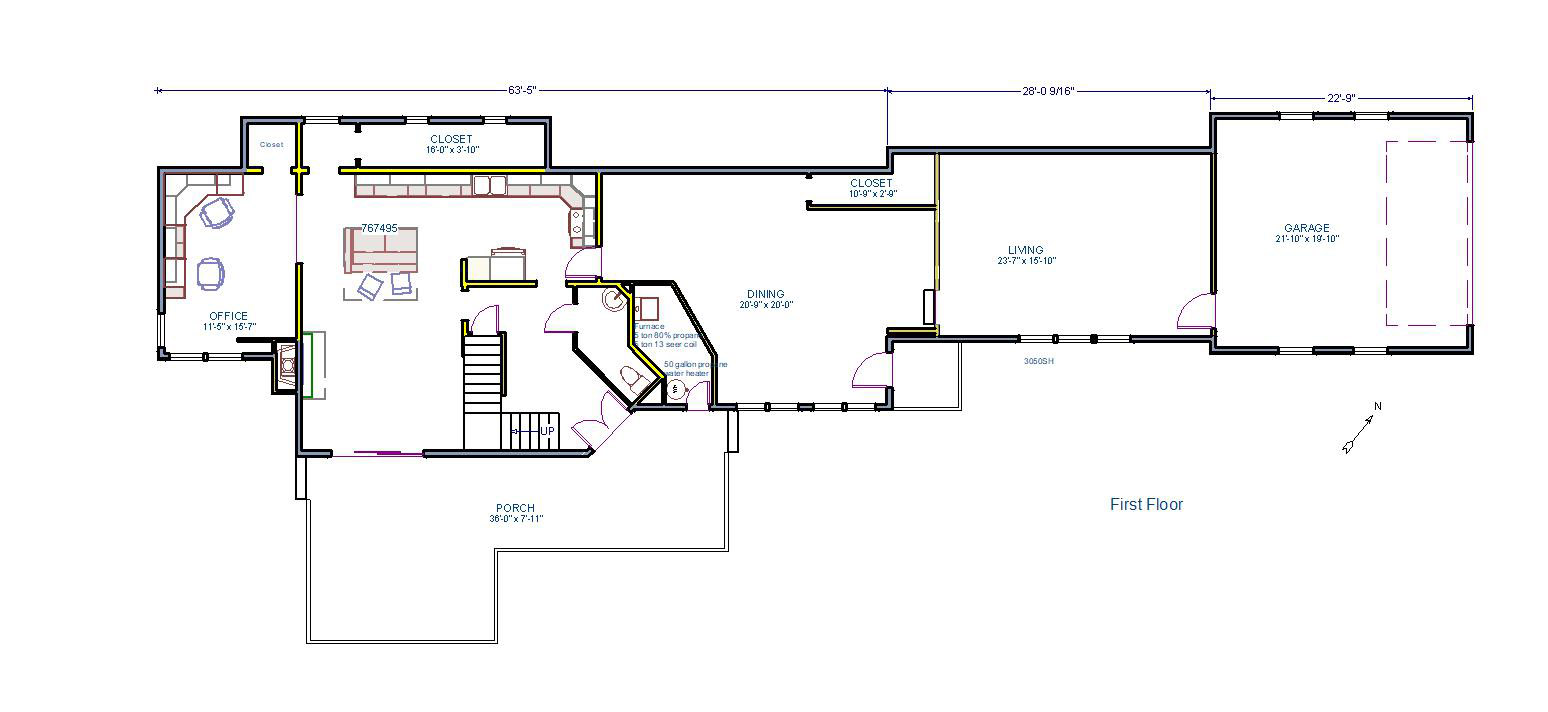 63'-5"
28'-0 9/16"
22'-9"
Closet
CLOSET
16'-0" x 3'-10"
CLOSET
10'-9" x 2'-9"
767495
GARAGE
21'-10" x 19'-10"
LIVING
23'-7" x 15'-10"
DINING
20'-9" x 20'-0"
OFFICE
11'-5" x 15'-7"
Furnace
5 ton 80% propane
5 ton 13 seer coil
50 gallon propane
water heater
3050SH
N
UP
PORCH
36'-0" x 7'-11"
First Floor